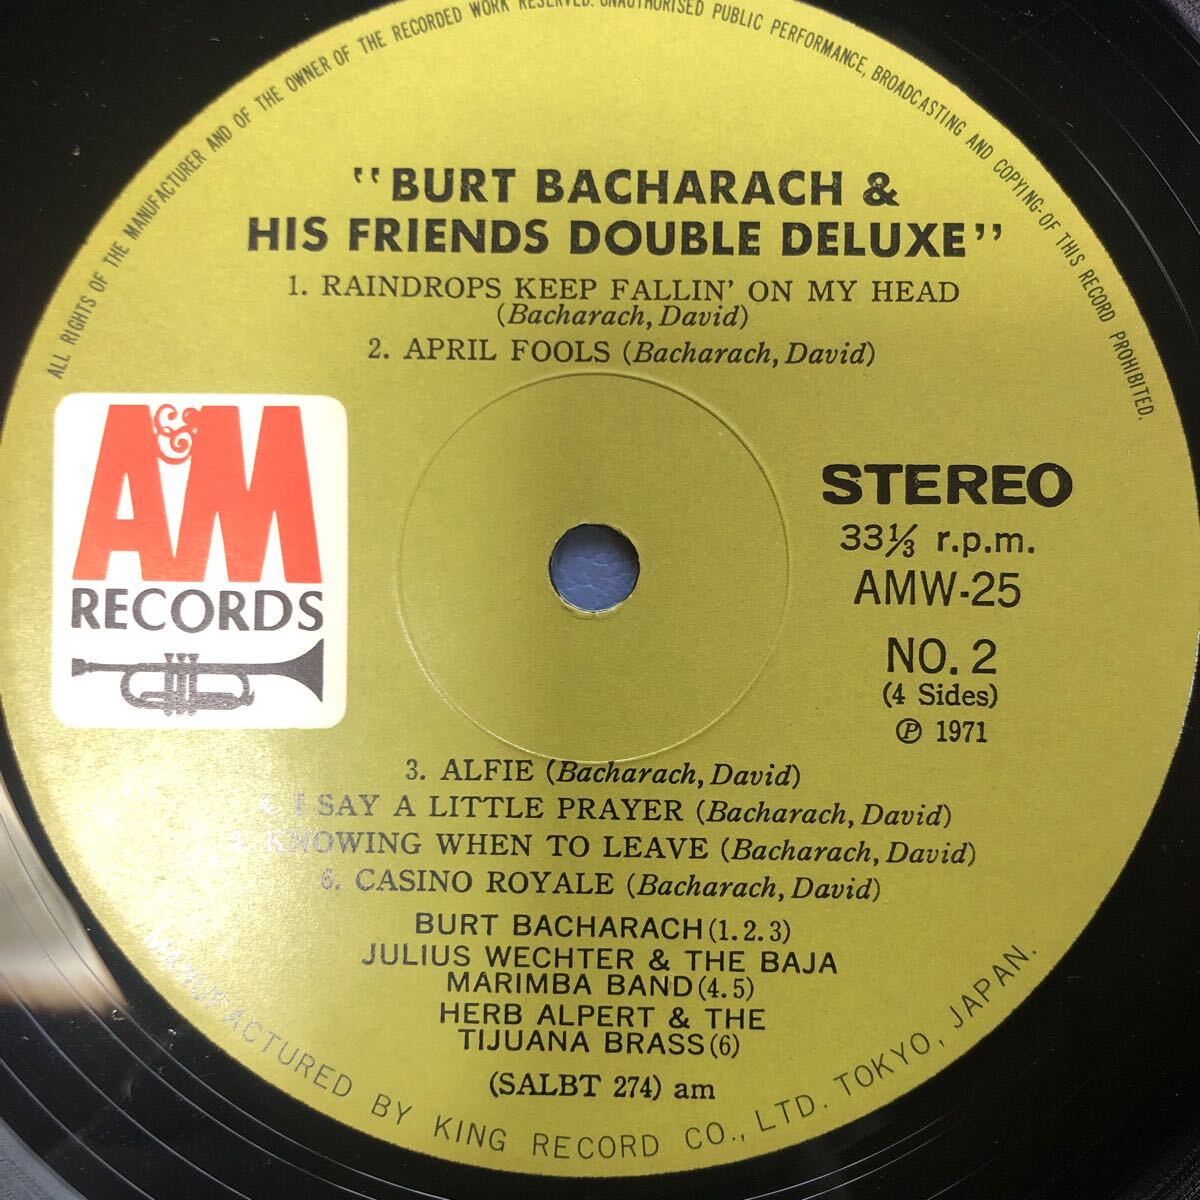 ALL RIGHTS OF THE MANUFACTURER AND OF THE OWNER OF THE RECORDED WORK RESERVED. UNAUTHORISED PUBLIC PERFORMANCE, BROADCASTING AND COPYING-OF THIS RECORD PROHIBITED.
"BURT BACHARACH &
HIS FRIENDS DOUBLE DELUXE"
1. RAINDROPS KEEP FALLIN' ON MY HEAD
(Bacharach, David)
2. APRIL FOOLS (Bacharach, David)
A&M
RECORDS
STEREO
33⅓ r.p.m.
AMW-25
NO. 2
(4 Sides)
℗ 1971
3. ALFIE (Bacharach, David)
4. I SAY A LITTLE PRAYER (Bacharach, David)
5. KNOWING WHEN TO LEAVE (Bacharach, David)
6. CASINO ROYALE (Bacharach, David)
BURT BACHARACH (1.2.3)
JULIUS WECHTER & THE BAJA
MARIMBA BAND (4.5)
HERB ALPERT & THE
TIJUANA BRASS (6)
(SALBT 274) am
MANUFACTURED BY KING RECORD CO., LTD. TOKYO, JAPAN.